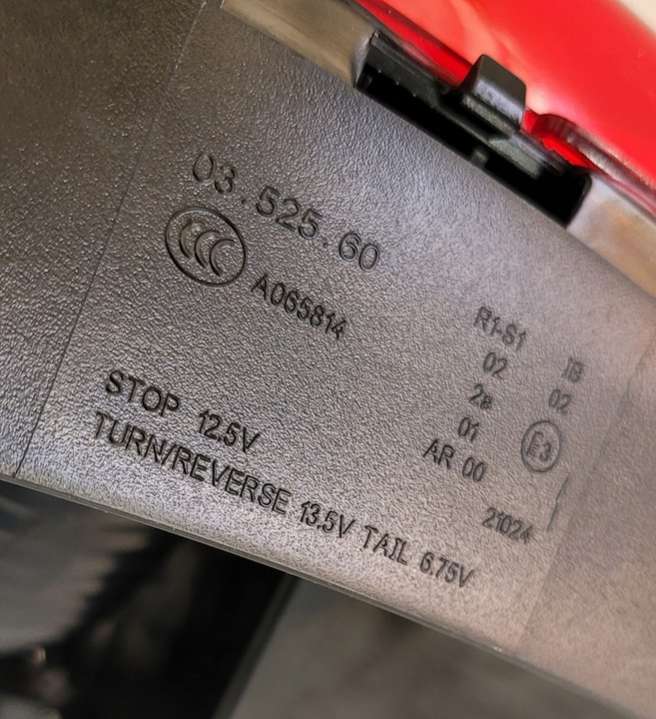 03.525.60
CCC A065814
R1-S1 IB
02 02
2a
01 E3
AR 00
21024
STOP 12.5V
TURN/REVERSE 13.5V TAIL 6.75V